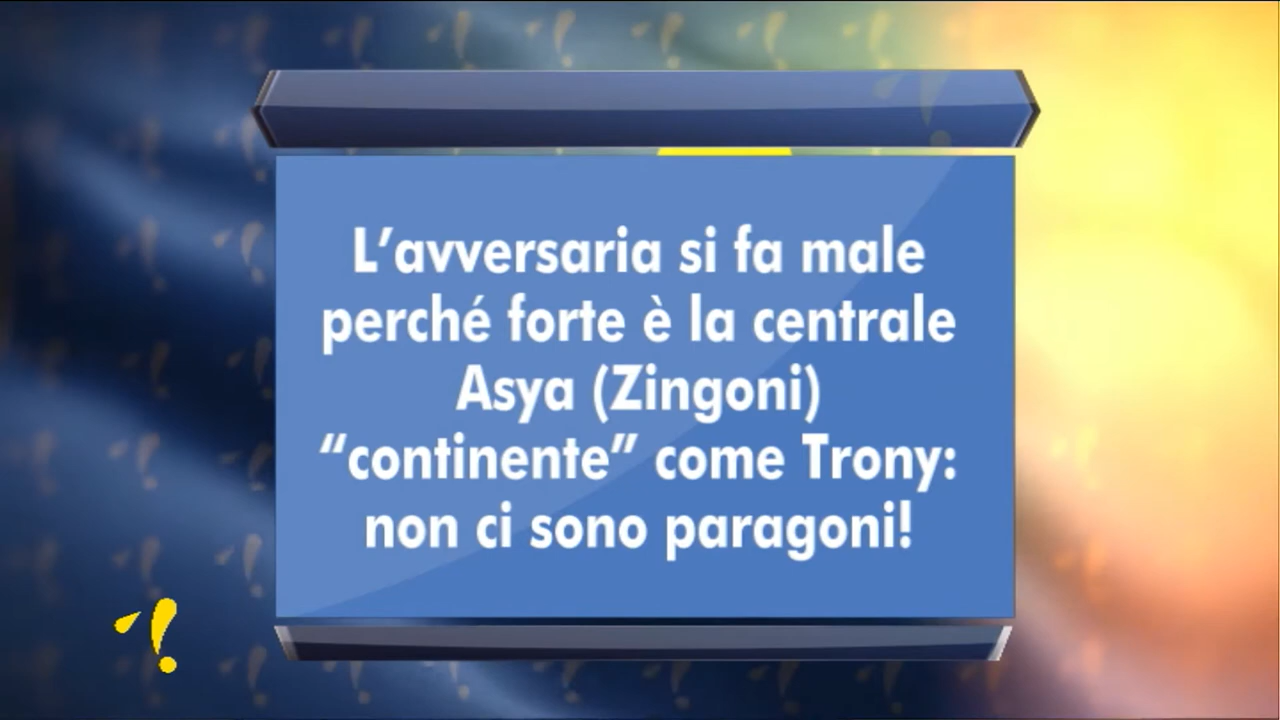 L’avversaria si fa male
perché forte è la centrale
Asya (Zingoni)
“continente” come Trony:
non ci sono paragoni!